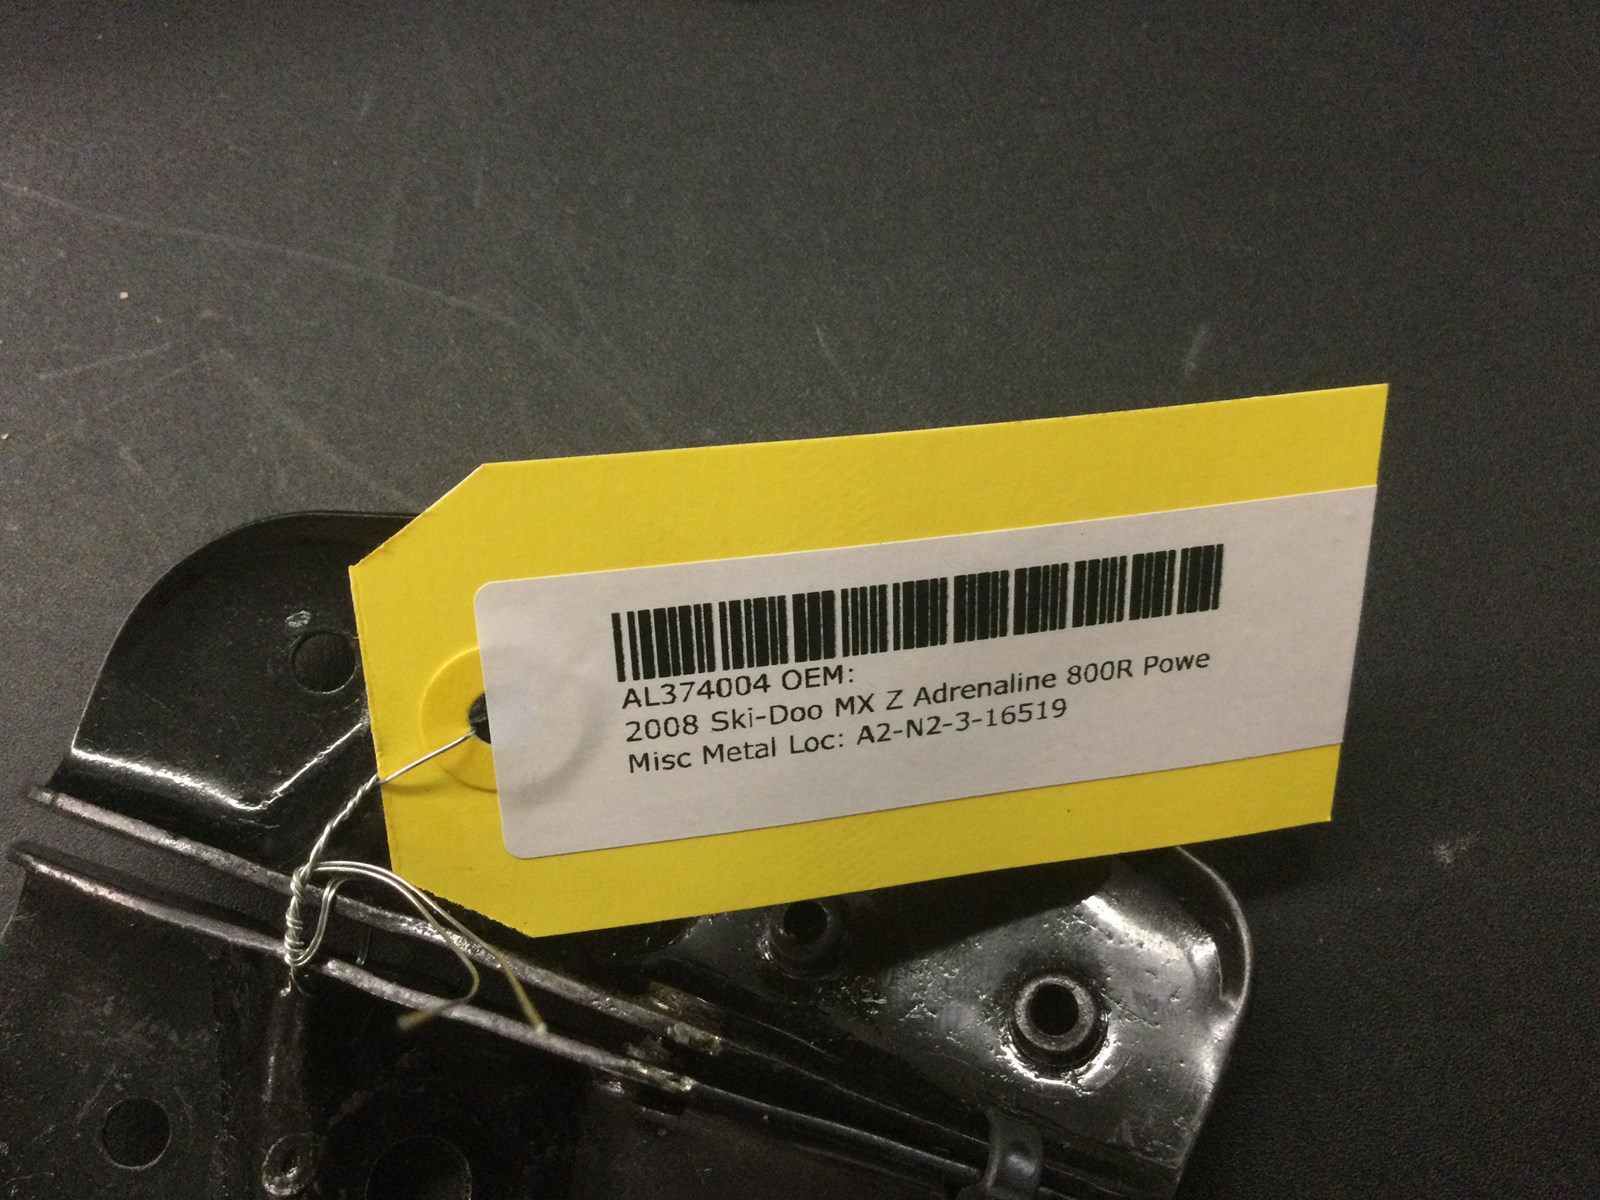 AL374004 OEM:
2008 Ski-Doo MX Z Adrenaline 800R Powe
Misc Metal Loc: A2-N2-3-16519